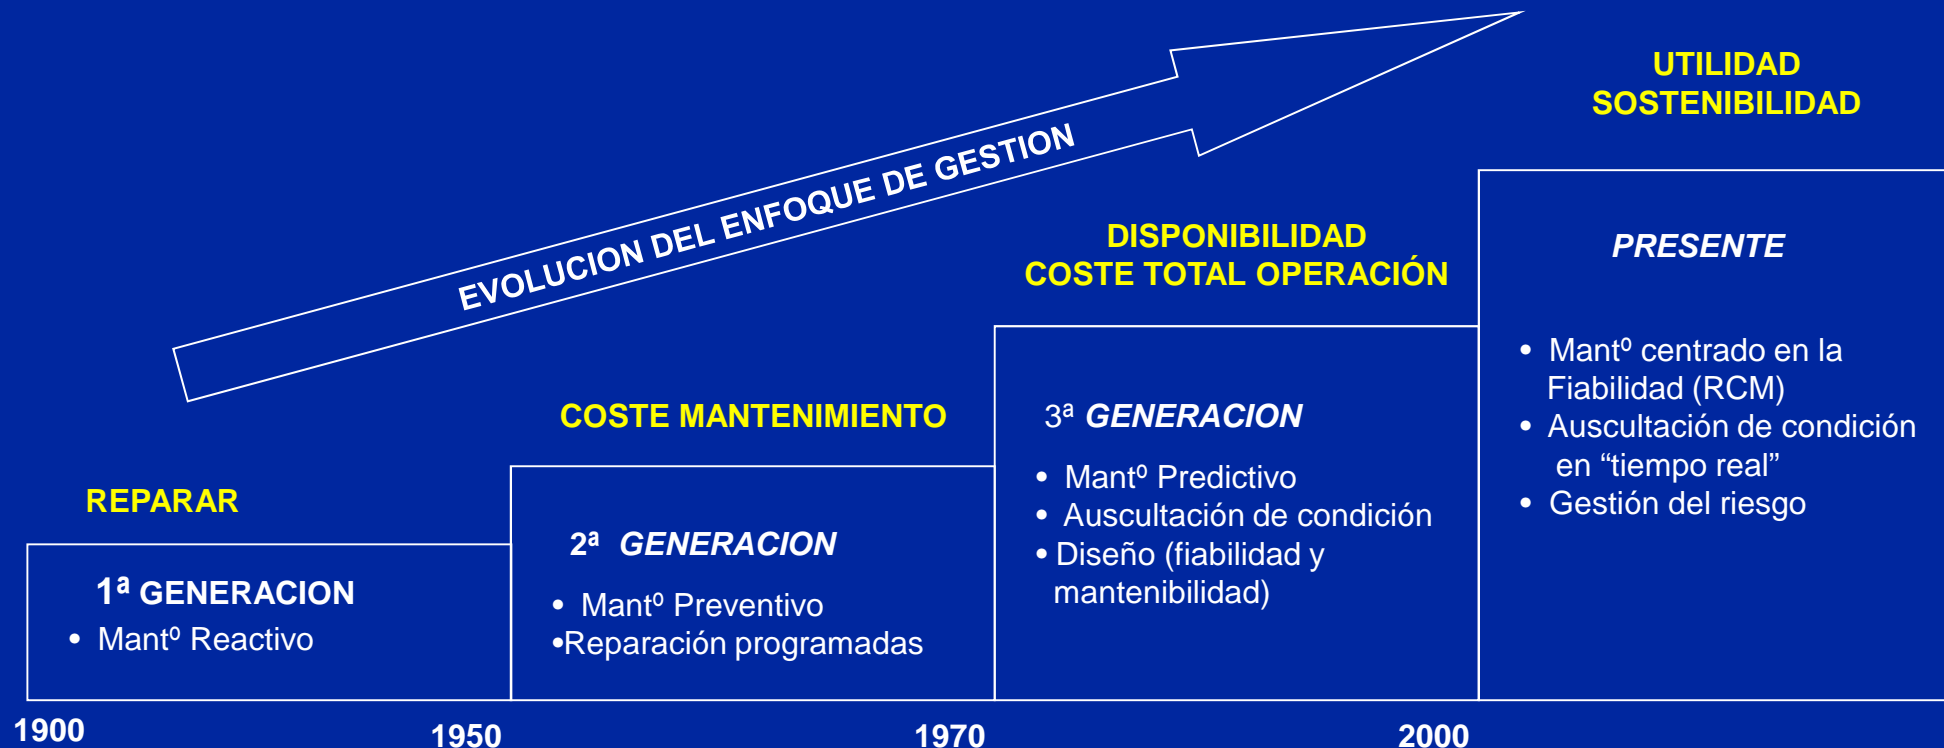 EVOLUCION DEL ENFOQUE DE GESTION
REPARAR
1ª GENERACION
• Mantº Reactivo
COSTE MANTENIMIENTO
2ª GENERACION
• Mantº Preventivo
•Reparación programadas
DISPONIBILIDAD
COSTE TOTAL OPERACIÓN
3ª GENERACION
• Mantº Predictivo
• Auscultación de condición
• Diseño (fiabilidad y
mantenibilidad)
UTILIDAD
SOSTENIBILIDAD
PRESENTE
• Mantº centrado en la
Fiabilidad (RCM)
• Auscultación de condición
en “tiempo real”
• Gestión del riesgo
1900
1950
1970
2000